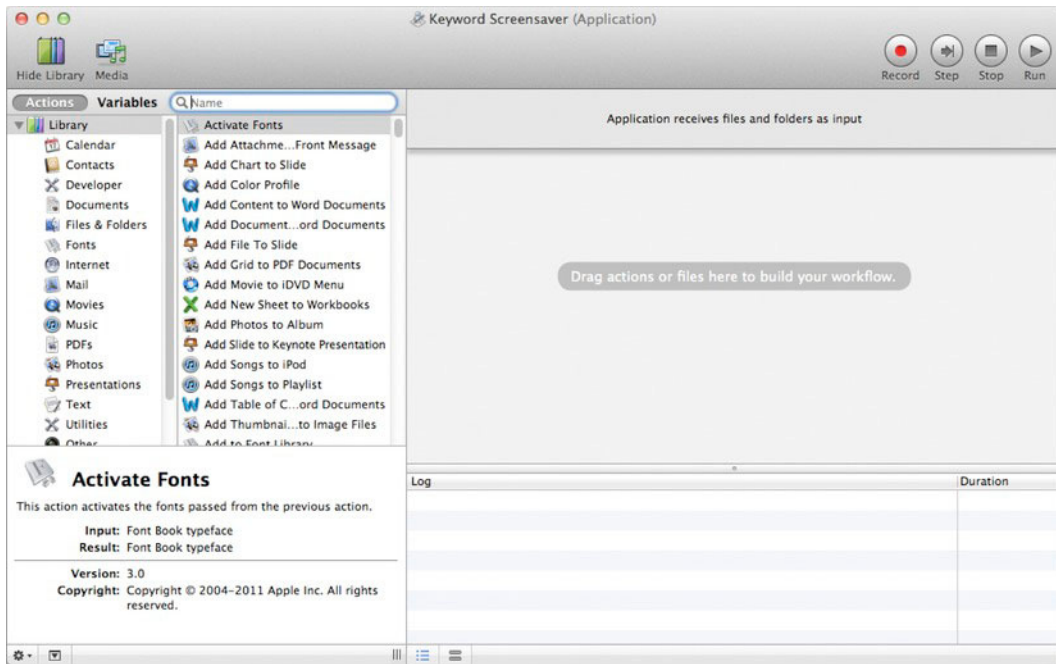 Keyword Screensaver (Application)
Hide Library
Media
Record
Step
Stop
Run
Actions
Variables
Name
Library
Calendar
Contacts
Developer
Documents
Files & Folders
Fonts
Internet
Mail
Movies
Music
PDFs
Photos
Presentations
Text
Utilities
Other
Activate Fonts
Add Attachme...Front Message
Add Chart to Slide
Add Color Profile
Add Content to Word Documents
Add Document...ord Documents
Add File To Slide
Add Grid to PDF Documents
Add Movie to iDVD Menu
Add New Sheet to Workbooks
Add Photos to Album
Add Slide to Keynote Presentation
Add Songs to iPod
Add Songs to Playlist
Add Table of C...ord Documents
Add Thumbnai...to Image Files
Add to Font Library
Application receives files and folders as input
Drag actions or files here to build your workflow.
Activate Fonts
This action activates the fonts passed from the previous action.
Input: Font Book typeface
Result: Font Book typeface
Version: 3.0
Copyright: Copyright © 2004–2011 Apple Inc. All rights
reserved.
Log
Duration